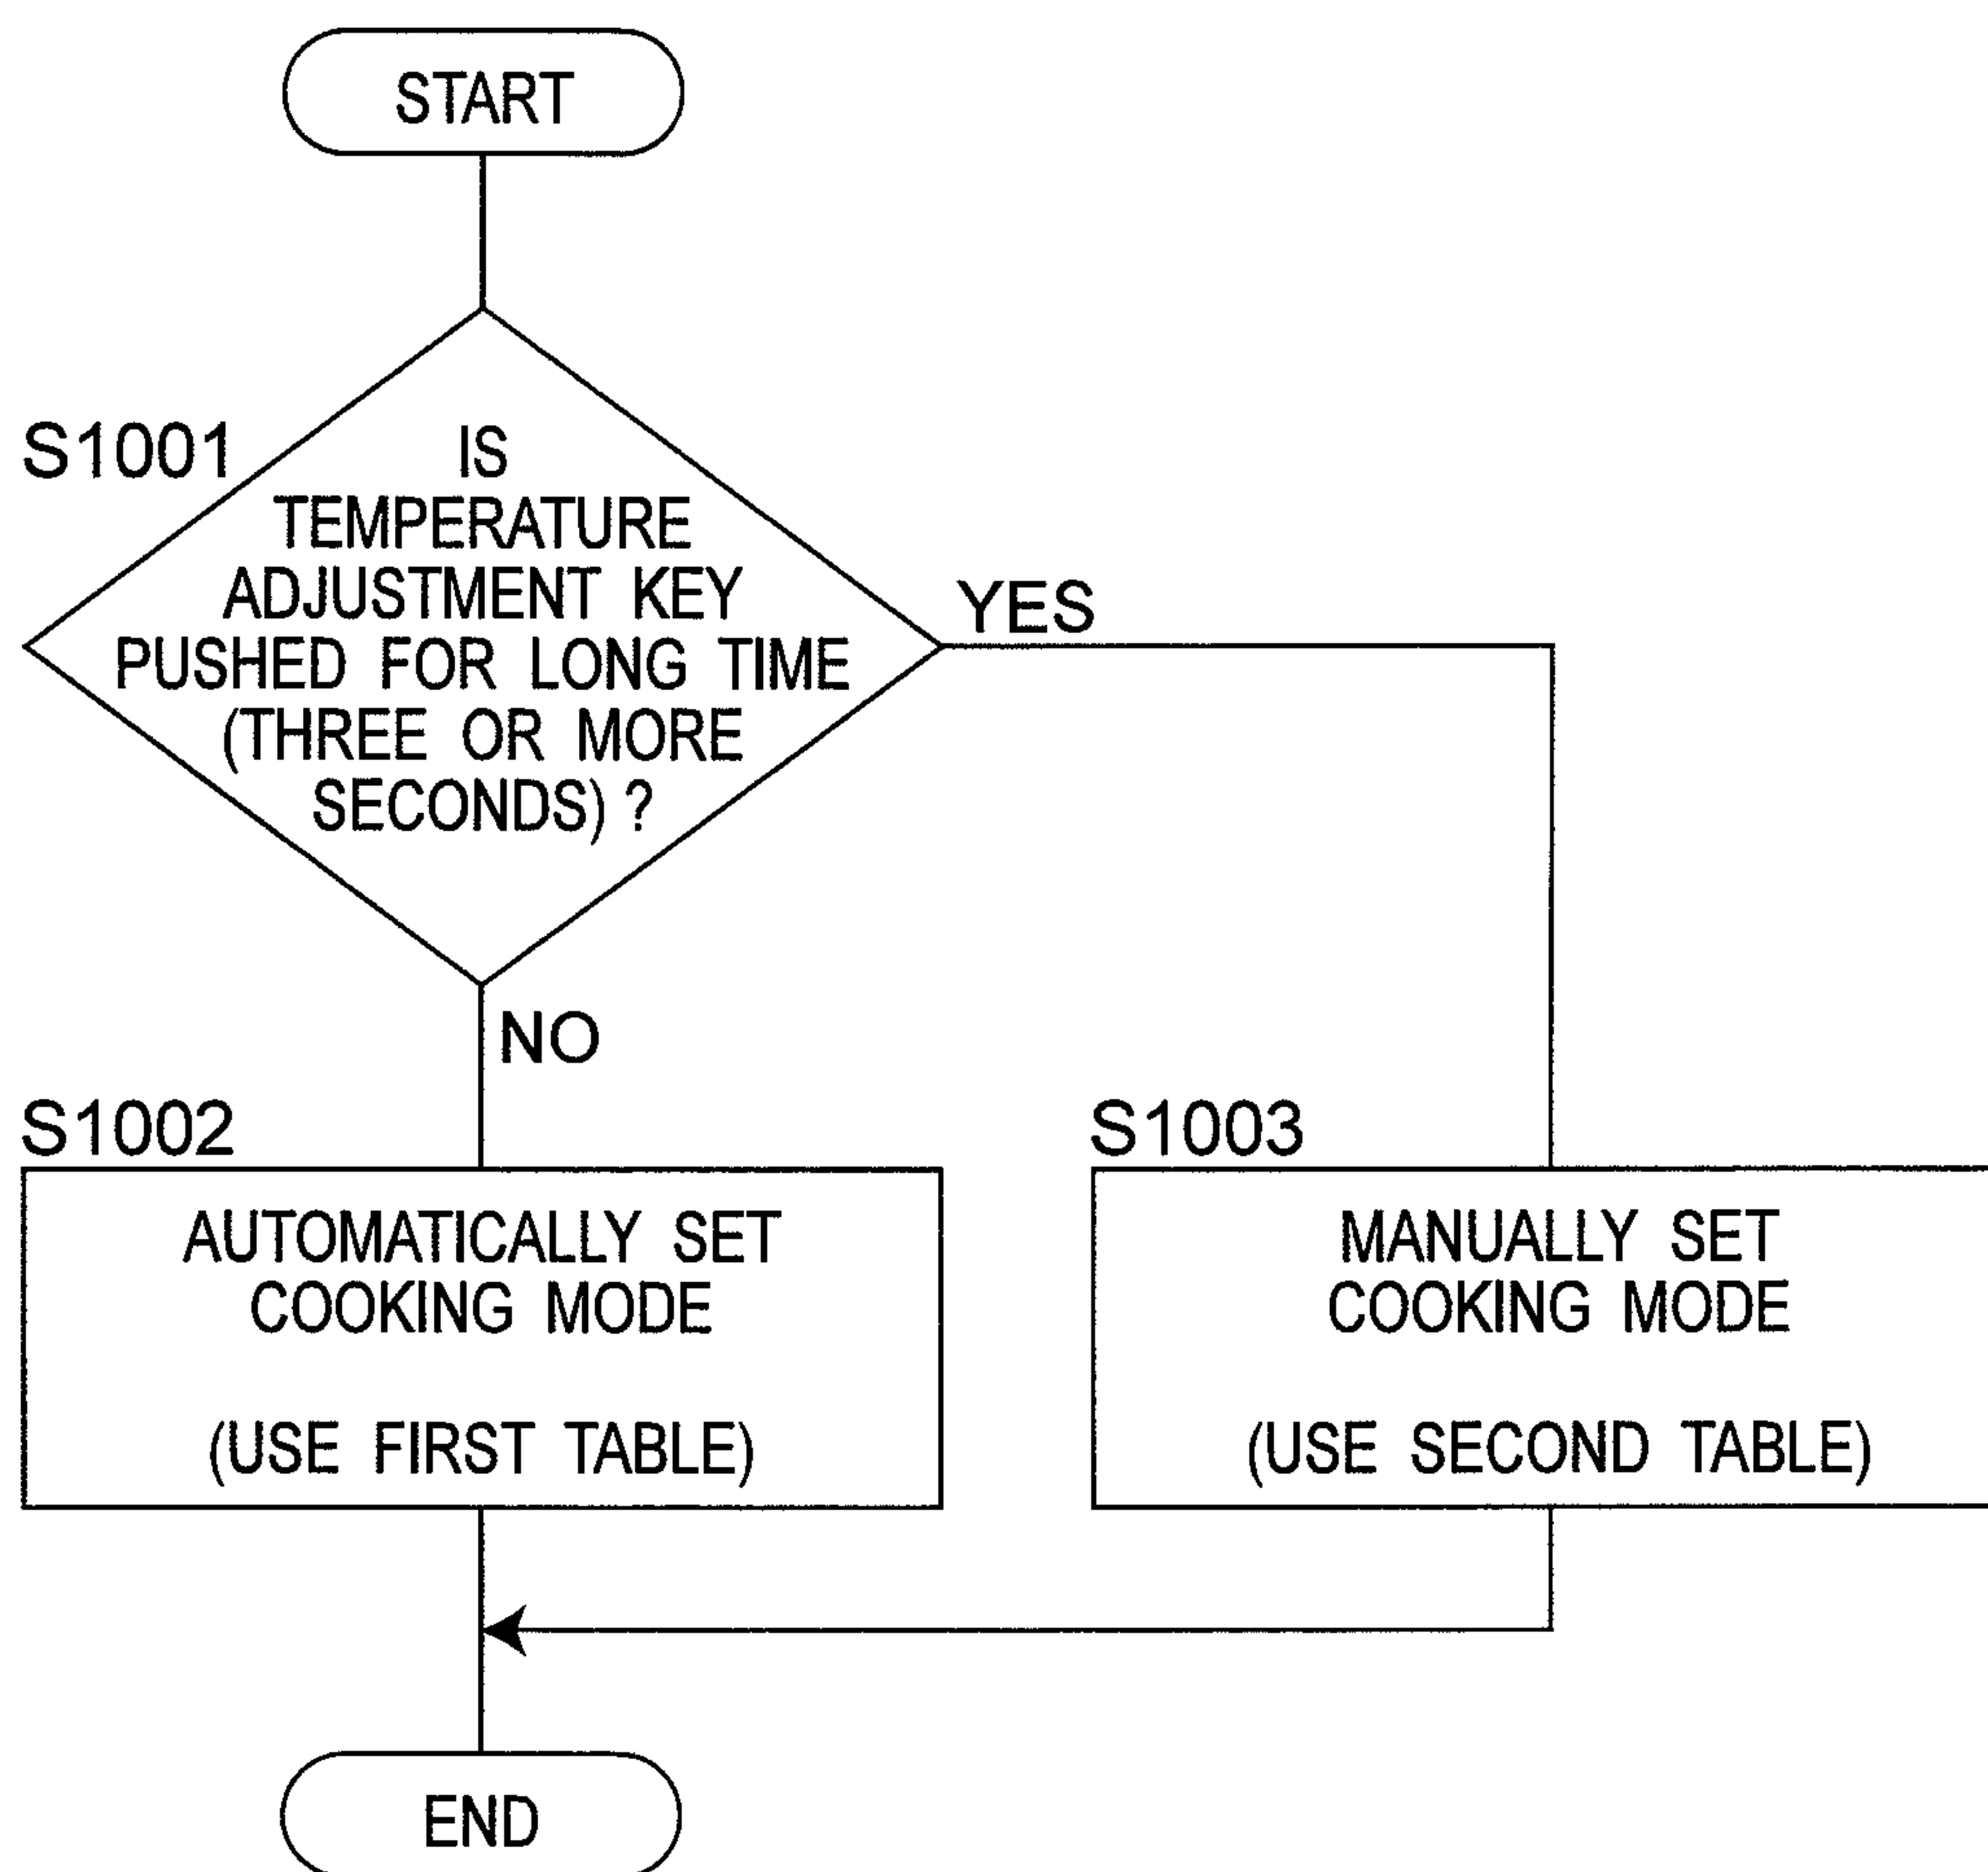 START
S1001
IS
TEMPERATURE
ADJUSTMENT KEY
PUSHED FOR LONG TIME
(THREE OR MORE
SECONDS) ?
YES
NO
S1002
AUTOMATICALLY SET
COOKING MODE
(USE FIRST TABLE)
S1003
MANUALLY SET
COOKING MODE
(USE SECOND TABLE)
END